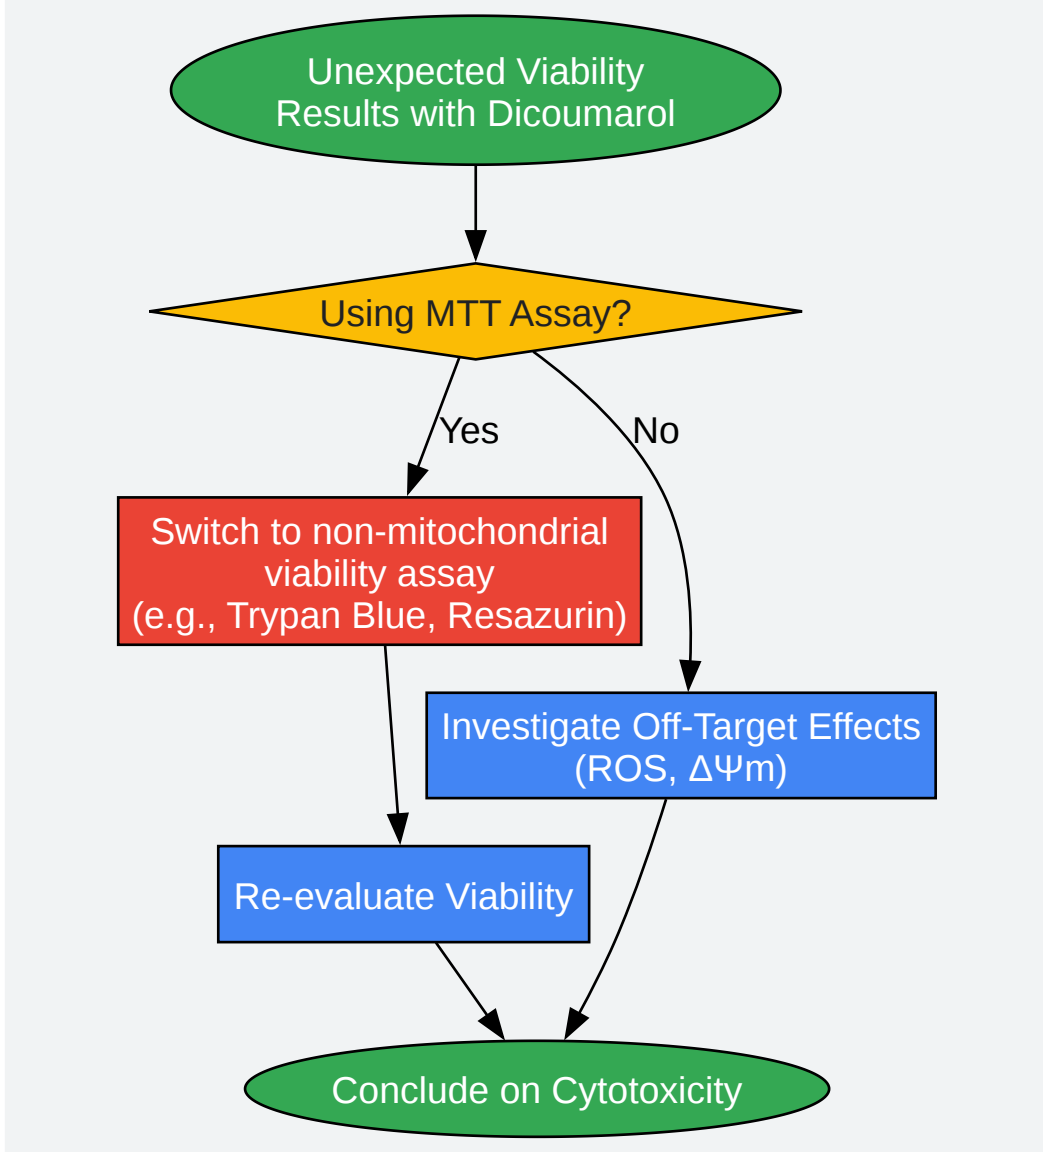 Unexpected Viability
Results with Dicoumarol
Using MTT Assay?
Yes
No
Switch to non-mitochondrial
viability assay
(e.g., Trypan Blue, Resazurin)
Investigate Off-Target Effects
(ROS, ΔΨm)
Re-evaluate Viability
Conclude on Cytotoxicity